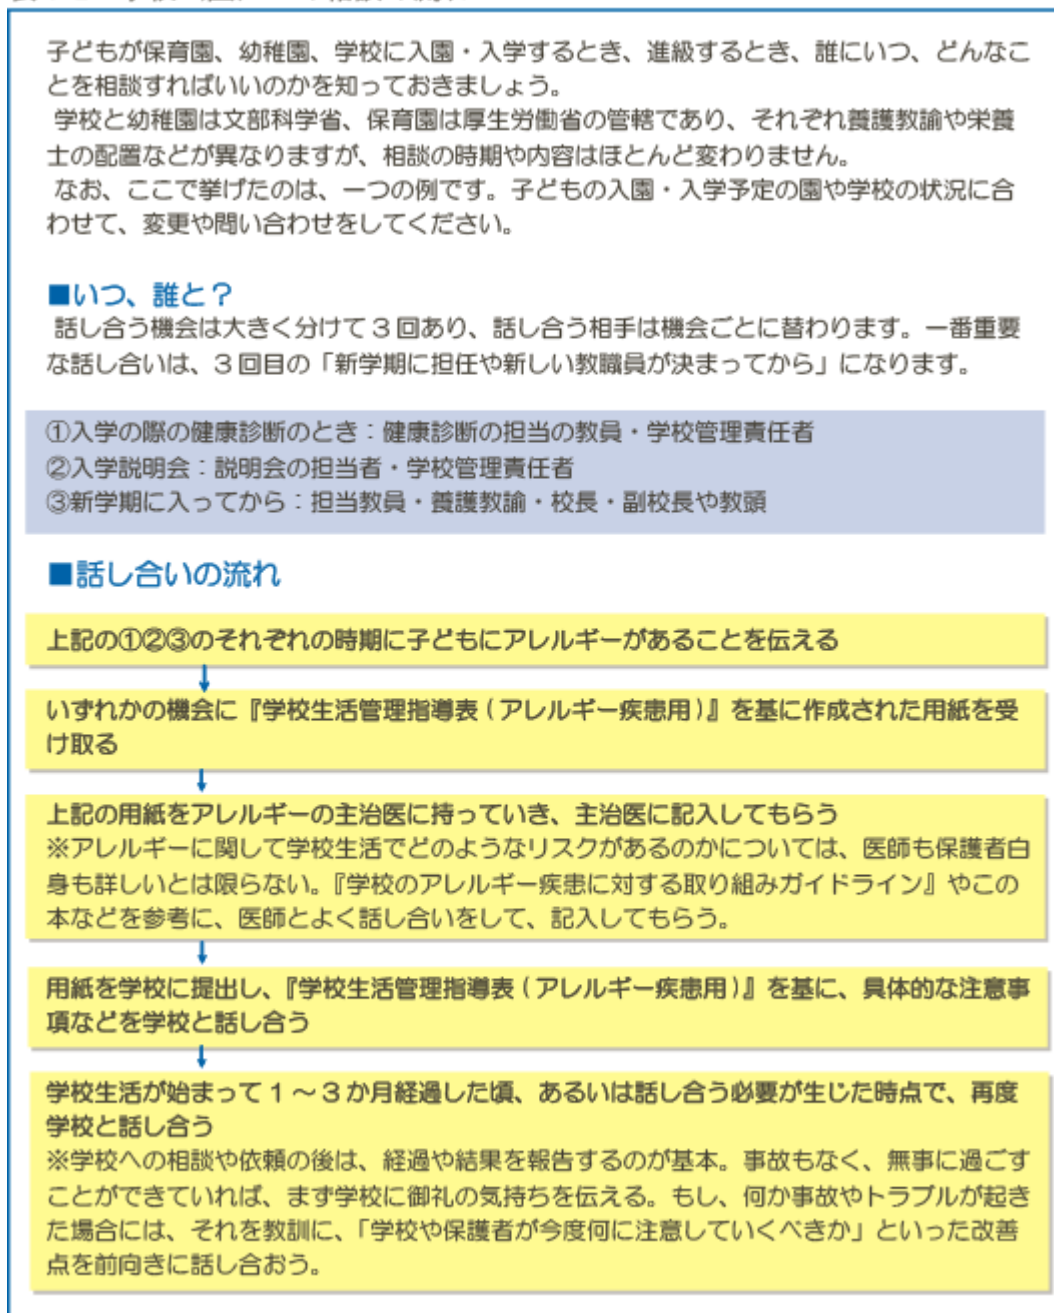 子どもが保育園、幼稚園、学校に入園・入学するとき、進級するとき、誰にいつ、どんなこ
とを相談すればいいのかを知っておきましょう。
学校と幼稚園は文部科学省、保育園は厚生労働省の管轄であり、それぞれ養護教諭や栄養
士の配置などが異なりますが、相談の時期や内容はほとんど変わりません。
なお、ここで挙げたのは、一つの例です。子どもの入園・入学予定の園や学校の状況に合
わせて、変更や問い合わせをしてください。
■いつ、誰と？
話し合う機会は大きく分けて３回あり、話し合う相手は機会ごとに替わります。一番重要
な話し合いは、３回目の「新学期に担任や新しい教職員が決まってから」になります。
①入学の際の健康診断のとき：健康診断の担当の教員・学校管理責任者
②入学説明会：説明会の担当者・学校管理責任者
③新学期に入ってから：担当教員・養護教諭・校長・副校長や教頭
■話し合いの流れ
上記の①②③のそれぞれの時期に子どもにアレルギーがあることを伝える
いずれかの機会に『学校生活管理指導表（アレルギー疾患用）』を基に作成された用紙を受
け取る
上記の用紙をアレルギーの主治医に持っていき、主治医に記入してもらう
※アレルギーに関して学校生活でどのようなリスクがあるのかについては、医師も保護者自
身も詳しいとは限らない。『学校のアレルギー疾患に対する取り組みガイドライン』やこの
本などを参考に、医師とよく話し合いをして、記入してもらう。
用紙を学校に提出し、『学校生活管理指導表（アレルギー疾患用）』を基に、具体的な注意事
項などを学校と話し合う
学校生活が始まって１～３か月経過した頃、あるいは話し合う必要が生じた時点で、再度
学校と話し合う
※学校への相談や依頼の後は、経過や結果を報告するのが基本。事故もなく、無事に過ごす
ことができていれば、まず学校に御礼の気持ちを伝える。もし、何か事故やトラブルが起き
た場合には、それを教訓に、「学校や保護者が今度何に注意していくべきか」といった改善
点を前向きに話し合おう。